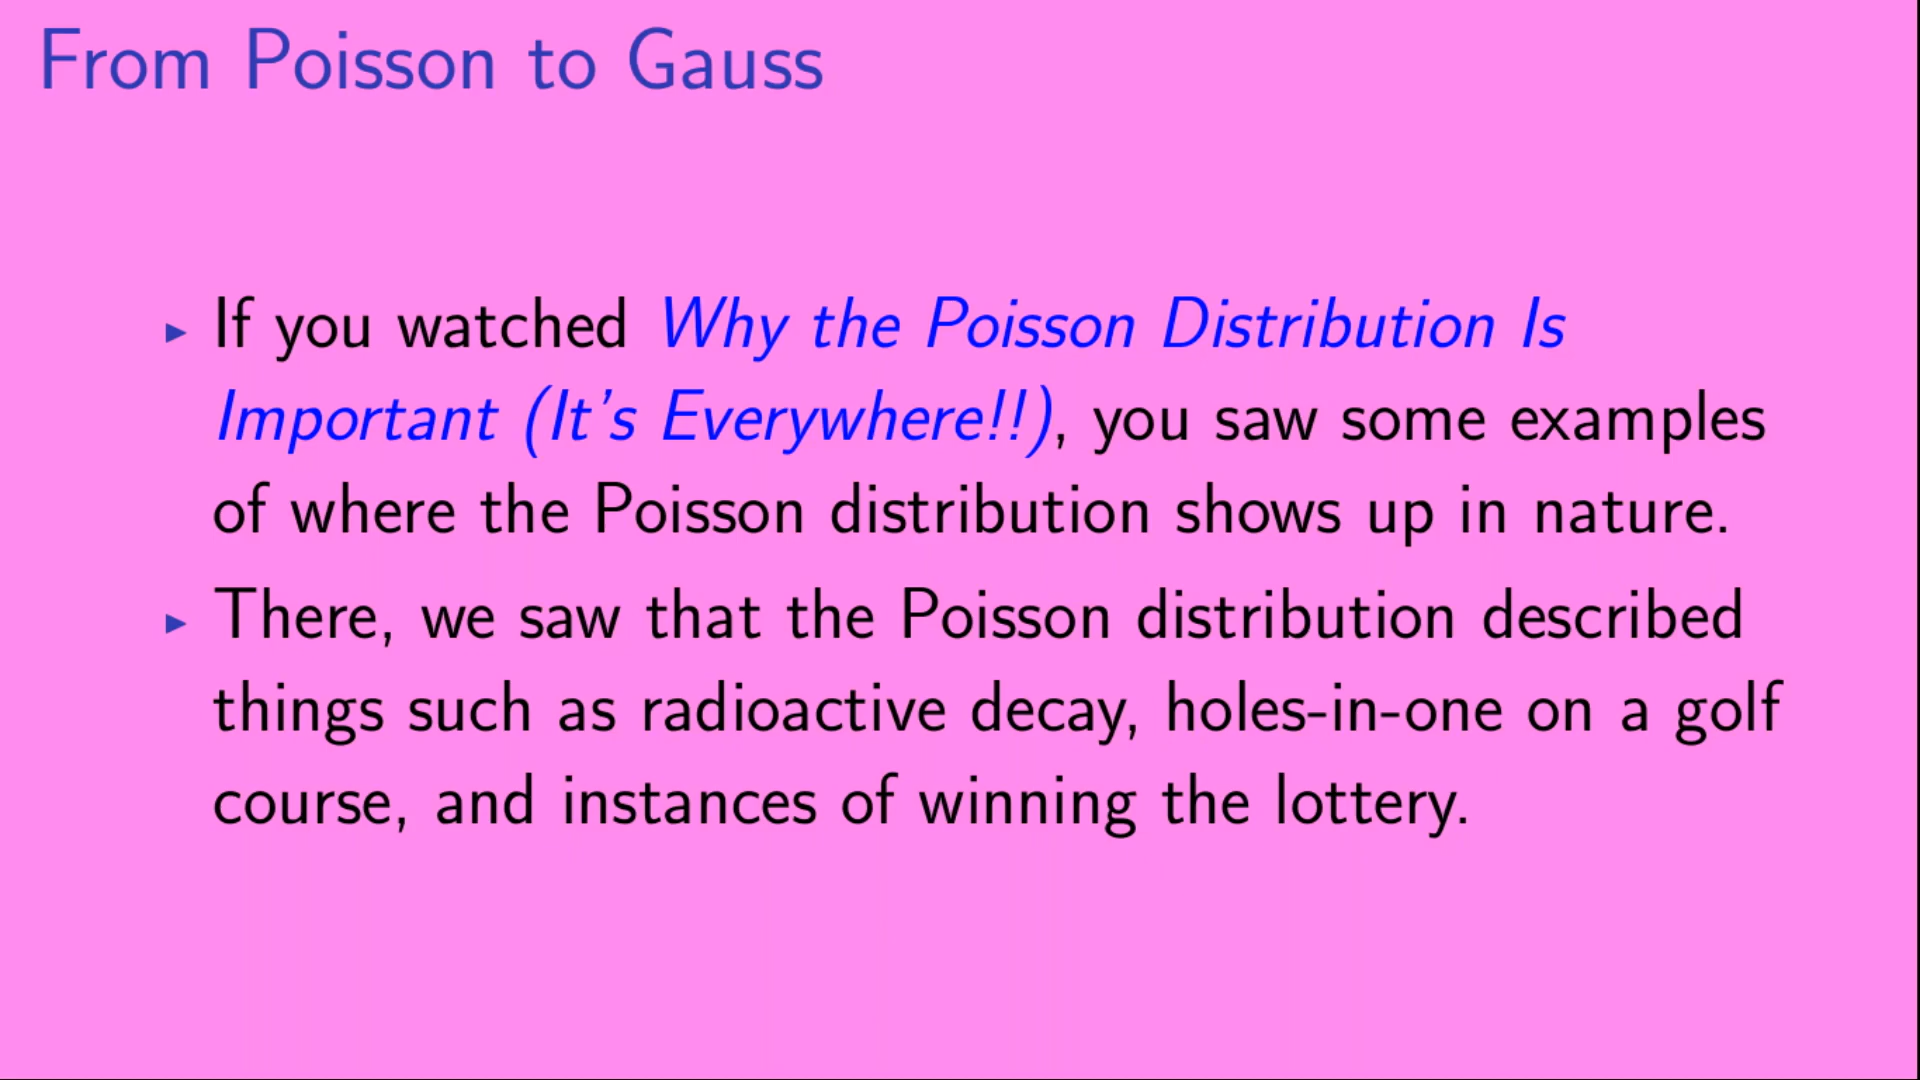 From Poisson to Gauss
▸ If you watched Why the Poisson Distribution Is
Important (It's Everywhere!!), you saw some examples
of where the Poisson distribution shows up in nature.
▸ There, we saw that the Poisson distribution described
things such as radioactive decay, holes-in-one on a golf
course, and instances of winning the lottery.